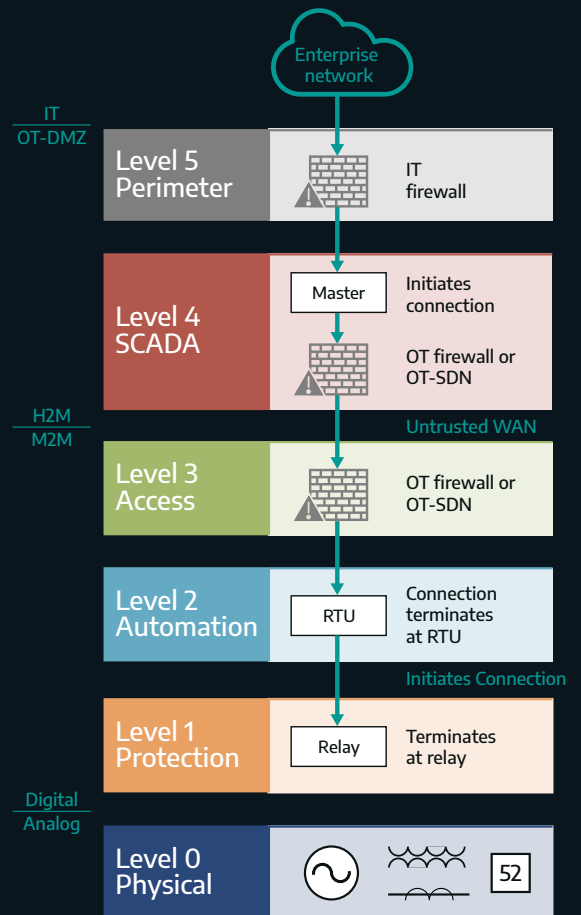 Enterprise
network
IT
OT-DMZ
Level 5
Perimeter
IT
firewall
Level 4
SCADA
Master
Initiates
connection
OT firewall or
OT-SDN
H2M
M2M
Untrusted WAN
Level 3
Access
OT firewall or
OT-SDN
Level 2
Automation
RTU
Connection
terminates
at RTU
Initiates Connection
Level 1
Protection
Relay
Terminates
at relay
Digital
Analog
Level 0
Physical
52